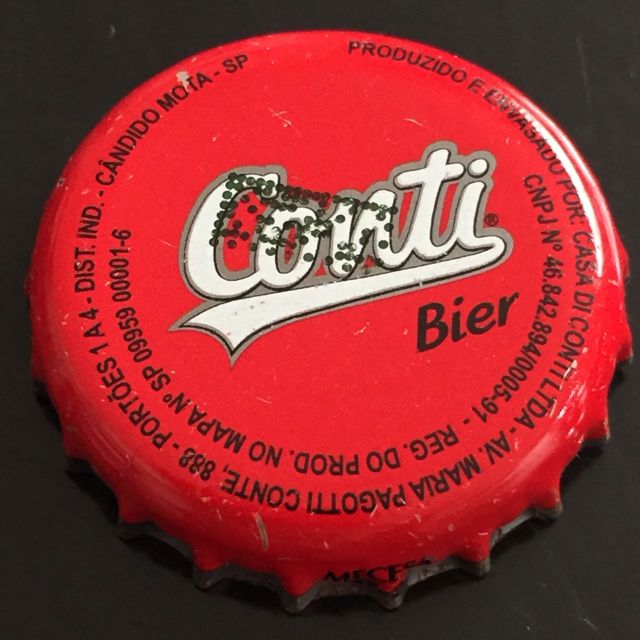 Conti®
Bier
PRODUZIDO E ENVASADO POR: CASA DI CONTI LTDA - AV. MARIA PAGOTTI CONTE, 888 - PORTÕES 1 A 4 - DIST. IND. - CÂNDIDO MOTA - SP
CNPJ Nº 46.842.894/0005-91 - REG. DO PROD. NO MAPA Nº SP 09959 00001-6